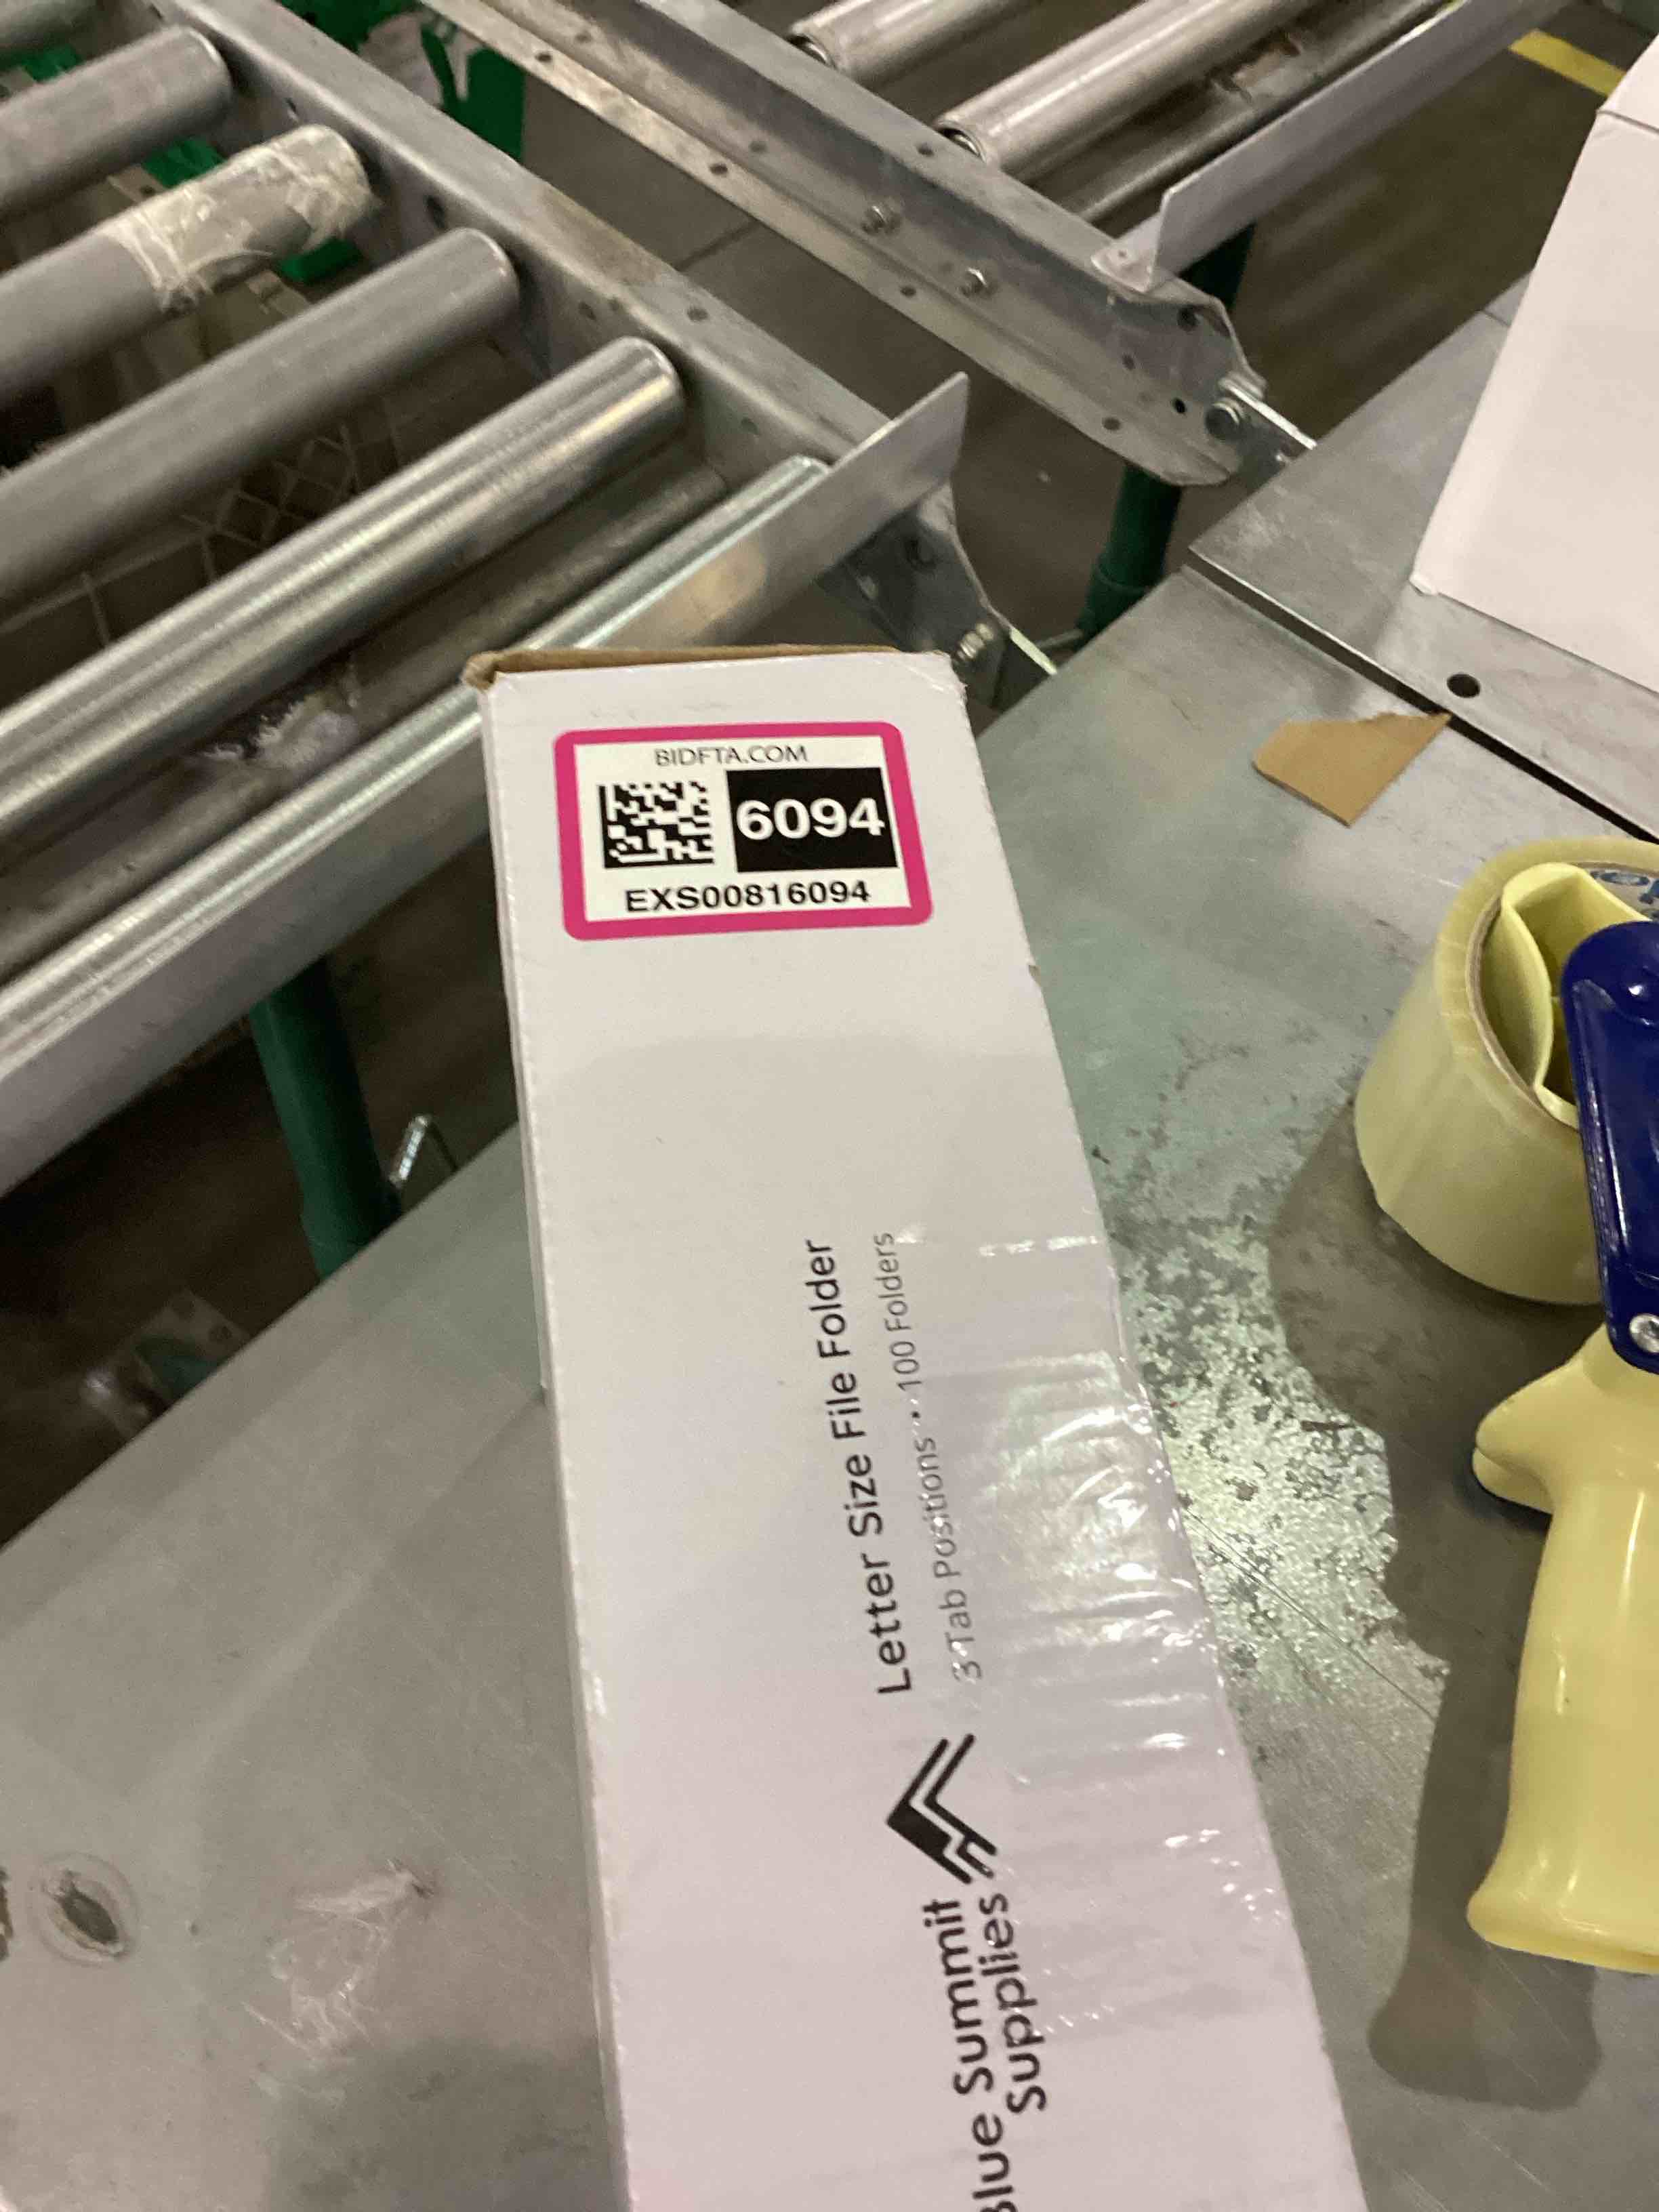 BIDFTA.COM
6094
EXS00816094
Letter Size File Folder
3 Tab Positions • 100 Folders
Blue Summit
Supplies